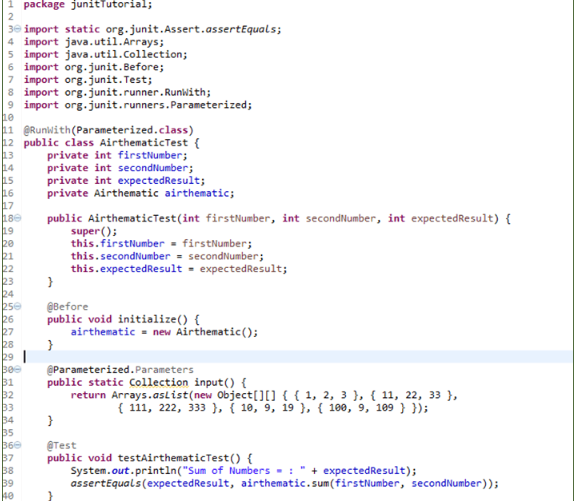 1 package junitTutorial;
2
3 import static org.junit.Assert.assertEquals;
4 import java.util.Arrays;
5 import java.util.Collection;
6 import org.junit.Before;
7 import org.junit.Test;
8 import org.junit.runner.RunWith;
9 import org.junit.runners.Parameterized;
10
11 @RunWith(Parameterized.class)
12 public class AirthematicTest {
13     private int firstNumber;
14     private int secondNumber;
15     private int expectedResult;
16     private Airthematic airthematic;
17
18     public AirthematicTest(int firstNumber, int secondNumber, int expectedResult) {
19         super();
20         this.firstNumber = firstNumber;
21         this.secondNumber = secondNumber;
22         this.expectedResult = expectedResult;
23     }
24
25     @Before
26     public void initialize() {
27         airthematic = new Airthematic();
28     }
29
30     @Parameterized.Parameters
31     public static Collection input() {
32         return Arrays.asList(new Object[][] { { 1, 2, 3 }, { 11, 22, 33 },
33                 { 111, 222, 333 }, { 10, 9, 19 }, { 100, 9, 109 } });
34     }
35
36     @Test
37     public void testAirthematicTest() {
38         System.out.println("Sum of Numbers = : " + expectedResult);
39         assertEquals(expectedResult, airthematic.sum(firstNumber, secondNumber));
40     }